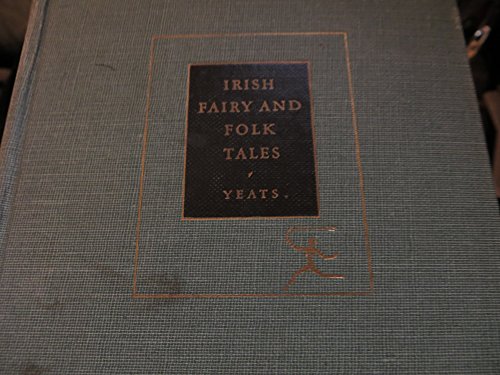 IRISH
FAIRY AND
FOLK
TALES
YEATS